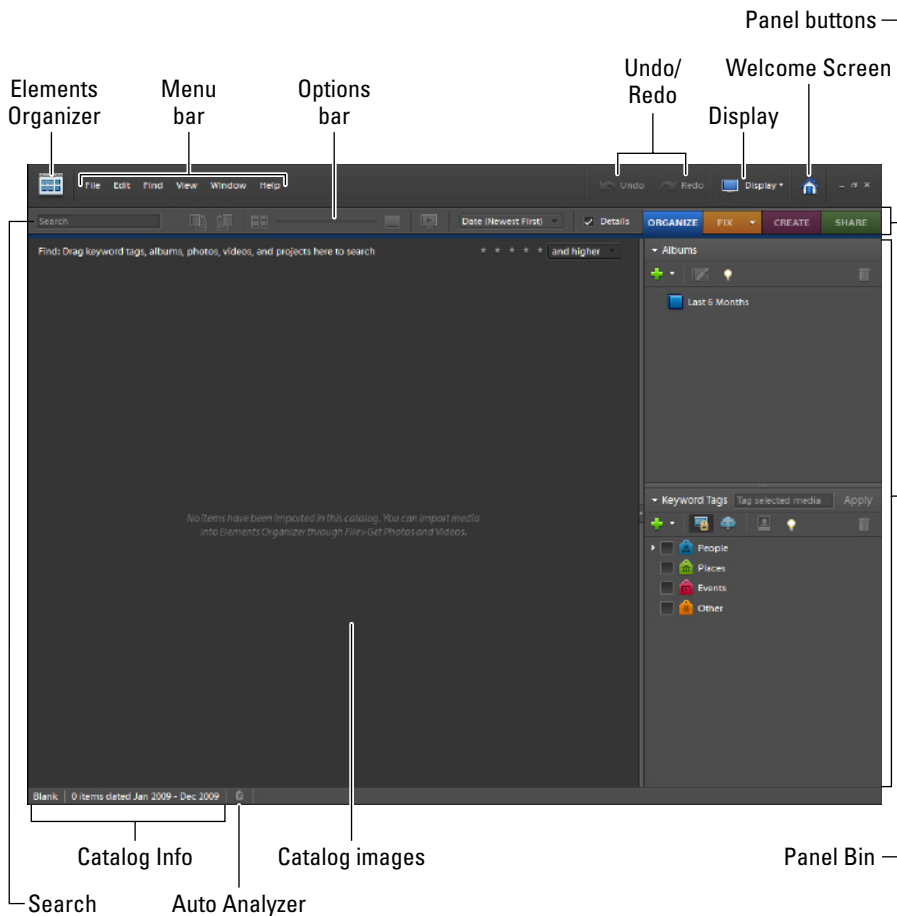 Panel buttons
Undo/
Redo
Welcome Screen
Elements
Organizer
Menu
bar
Options
bar
Display
File Edit Find View Window Help
Undo Redo Display
Search Date (Newest First) Details ORGANIZE FIX CREATE SHARE
Find: Drag keyword tags, albums, photos, videos, and projects here to search and higher
Albums
Last 6 Months
Keyword Tags Tag selected media Apply
No items have been imported in this catalog. You can import media
into Elements Organizer through File> Get Photos and Videos.
People
Places
Events
Other
Blank 0 items dated Jan 2009 - Dec 2009
Catalog Info
Catalog images
Panel Bin
Search
Auto Analyzer